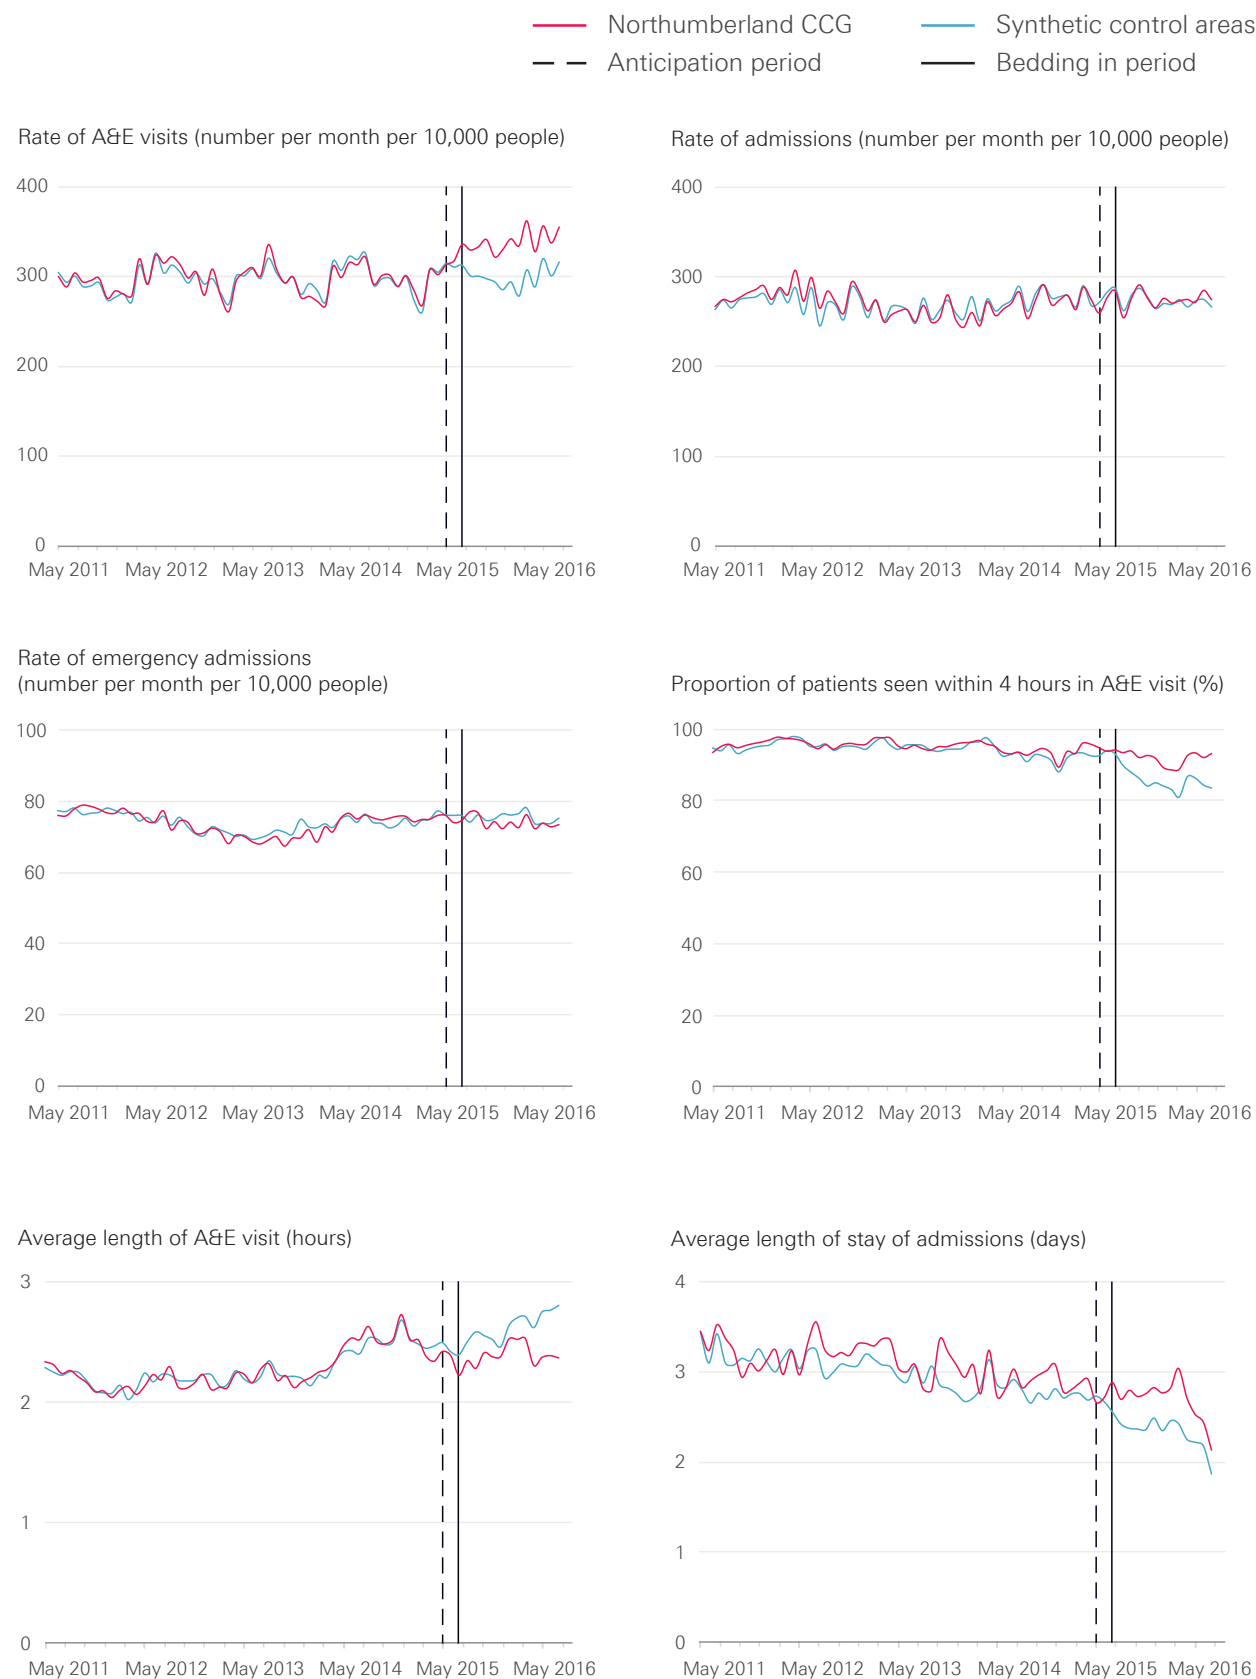 Northumberland CCG
Synthetic control areas
Anticipation period
Bedding in period
Rate of A&E visits (number per month per 10,000 people)
400
300
200
100
0
May 2011 May 2012 May 2013 May 2014 May 2015 May 2016
Rate of admissions (number per month per 10,000 people)
400
300
200
100
0
May 2011 May 2012 May 2013 May 2014 May 2015 May 2016
Rate of emergency admissions
(number per month per 10,000 people)
100
80
60
40
20
0
May 2011 May 2012 May 2013 May 2014 May 2015 May 2016
Proportion of patients seen within 4 hours in A&E visit (%)
100
80
60
40
20
0
May 2011 May 2012 May 2013 May 2014 May 2015 May 2016
Average length of A&E visit (hours)
3
2
1
0
May 2011 May 2012 May 2013 May 2014 May 2015 May 2016
Average length of stay of admissions (days)
4
3
2
1
0
May 2011 May 2012 May 2013 May 2014 May 2015 May 2016